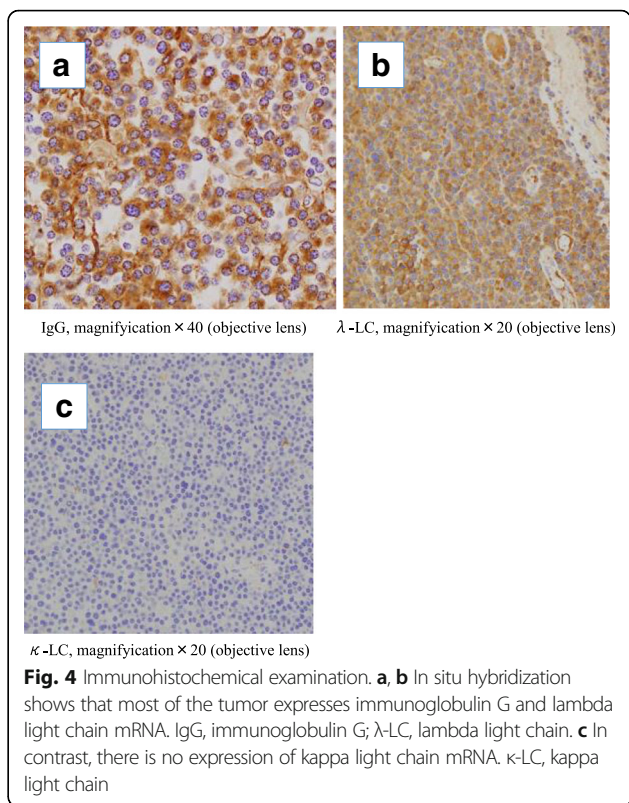 a
b
IgG, magnifyication × 40 (objective lens)
λ-LC, magnifyication × 20 (objective lens)
c
κ-LC, magnifyication × 20 (objective lens)
Fig. 4 Immunohistochemical examination. a, b In situ hybridization
shows that most of the tumor expresses immunoglobulin G and lambda
light chain mRNA. IgG, immunoglobulin G; λ-LC, lambda light chain. c In
contrast, there is no expression of kappa light chain mRNA. κ-LC, kappa
light chain